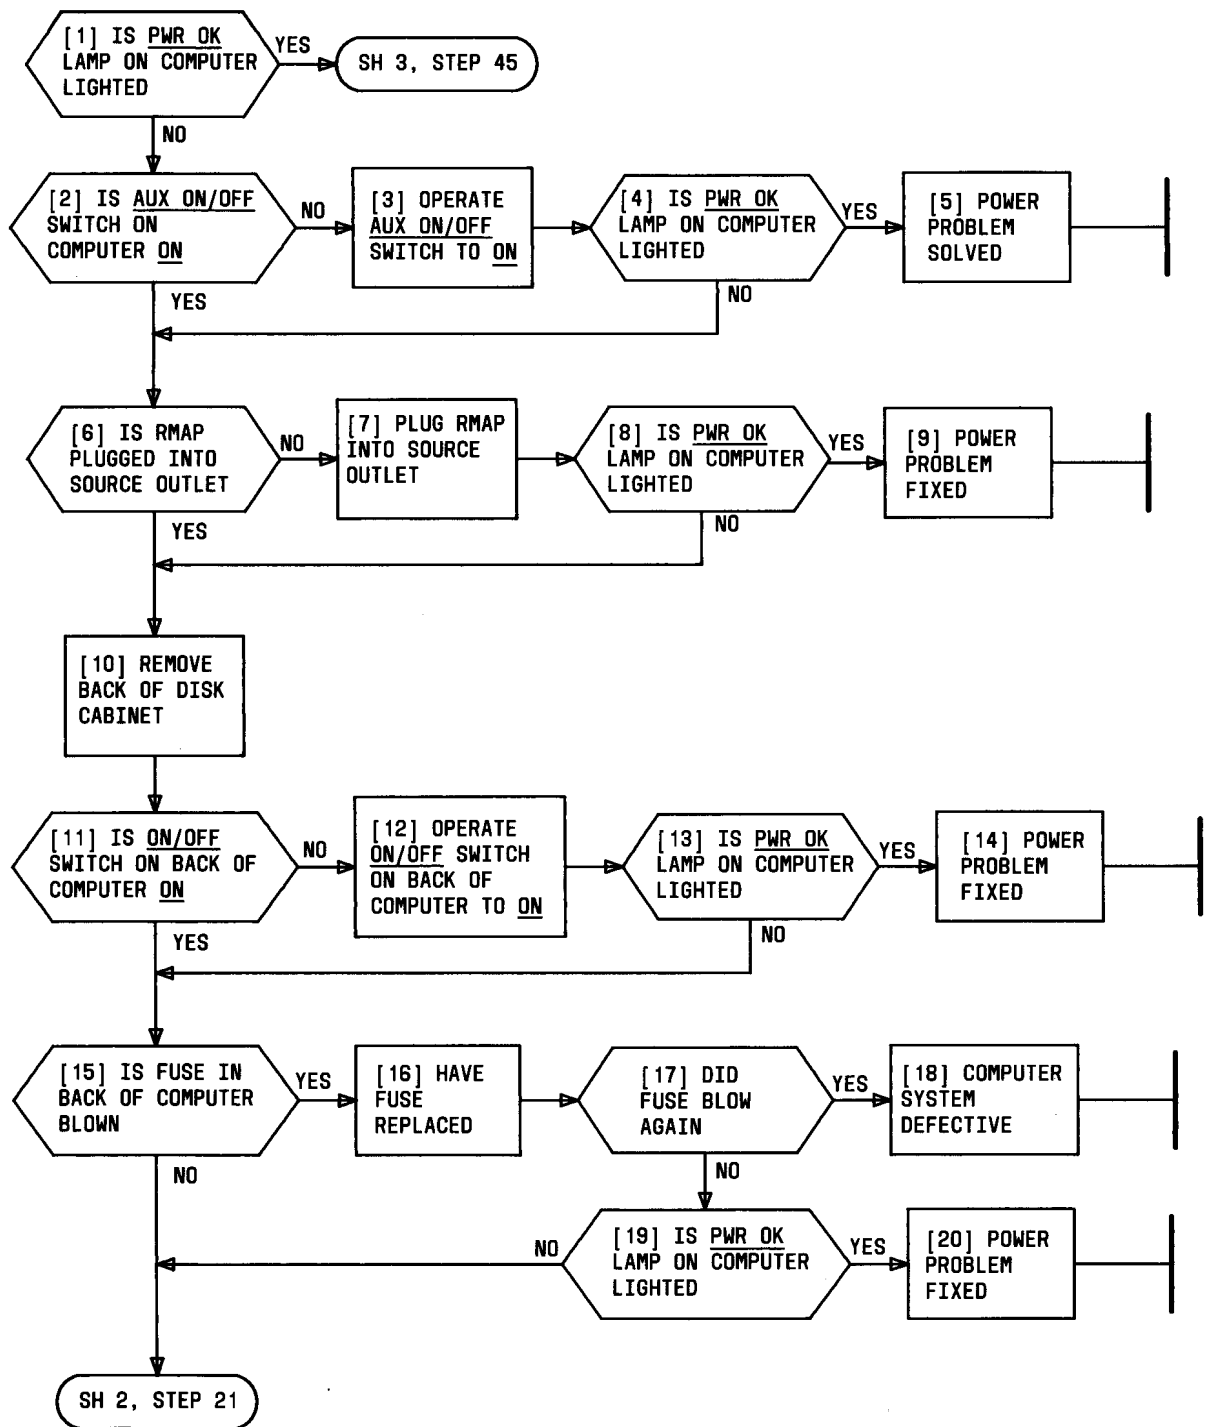 [1] IS PWR OK
LAMP ON COMPUTER
LIGHTED
YES
SH 3, STEP 45
NO
[2] IS AUX ON/OFF
SWITCH ON
COMPUTER ON
NO
[3] OPERATE
AUX ON/OFF
SWITCH TO ON
[4] IS PWR OK
LAMP ON COMPUTER
LIGHTED
YES
[5] POWER
PROBLEM
SOLVED
YES
NO
[6] IS RMAP
PLUGGED INTO
SOURCE OUTLET
NO
[7] PLUG RMAP
INTO SOURCE
OUTLET
[8] IS PWR OK
LAMP ON COMPUTER
LIGHTED
YES
[9] POWER
PROBLEM
FIXED
YES
NO
[10] REMOVE
BACK OF DISK
CABINET
[11] IS ON/OFF
SWITCH ON BACK OF
COMPUTER ON
NO
[12] OPERATE
ON/OFF SWITCH
ON BACK OF
COMPUTER TO ON
[13] IS PWR OK
LAMP ON COMPUTER
LIGHTED
YES
[14] POWER
PROBLEM
FIXED
YES
NO
[15] IS FUSE IN
BACK OF COMPUTER
BLOWN
YES
[16] HAVE
FUSE
REPLACED
[17] DID
FUSE BLOW
AGAIN
YES
[18] COMPUTER
SYSTEM
DEFECTIVE
NO
NO
[19] IS PWR OK
LAMP ON COMPUTER
LIGHTED
NO
YES
[20] POWER
PROBLEM
FIXED
SH 2, STEP 21